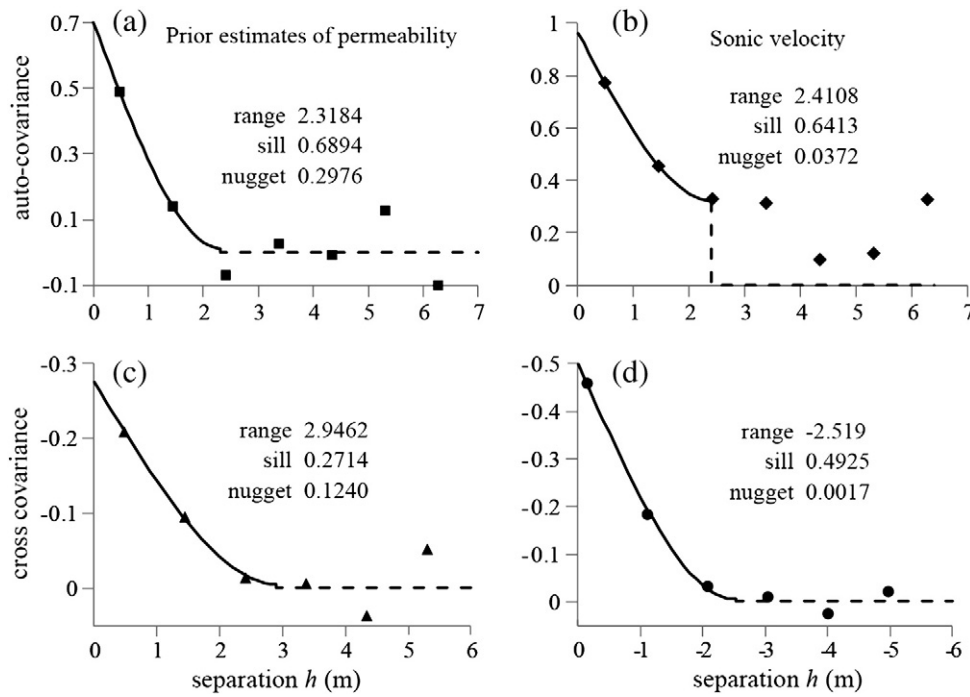 (a) Prior estimates of permeability
range 2.3184
sill 0.6894
nugget 0.2976
0.7
0.5
0.3
0.1
-0.1
0 1 2 3 4 5 6 7
auto-covariance
(b) Sonic velocity
range 2.4108
sill 0.6413
nugget 0.0372
1
0.8
0.6
0.4
0.2
0
0 1 2 3 4 5 6 7
(c)
range 2.9462
sill 0.2714
nugget 0.1240
-0.3
-0.2
-0.1
0
0 1 2 3 4 5 6
cross covariance
separation h (m)
(d)
range -2.519
sill 0.4925
nugget 0.0017
-0.5
-0.4
-0.3
-0.2
-0.1
0
0 -1 -2 -3 -4 -5 -6
separation h (m)